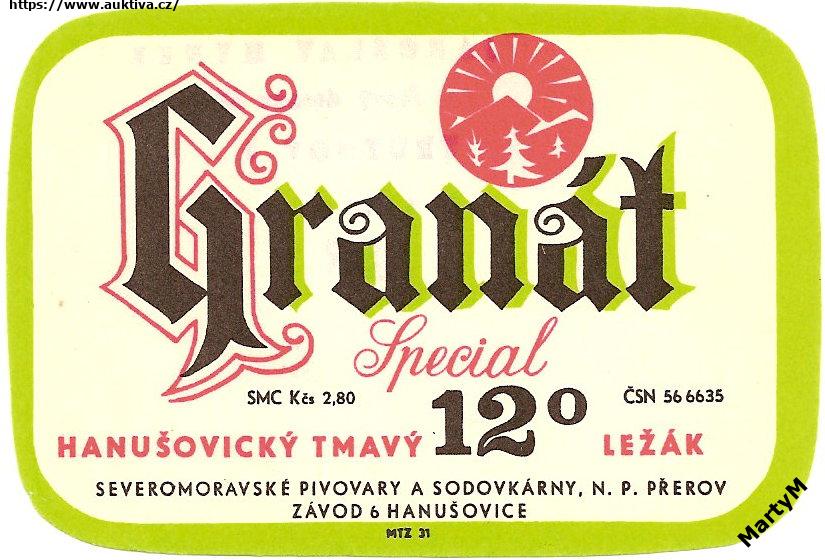 https://www.auktiva.cz/
Granát
Special
SMC Kčs 2,80
12°
ČSN 56 6635
HANUŠOVICKÝ TMAVÝ LEŽÁK
SEVEROMORAVSKÉ PIVOVARY A SODOVKÁRNY, N. P. PŘEROV
ZÁVOD 6 HANUŠOVICE
MTZ 31
MartyM